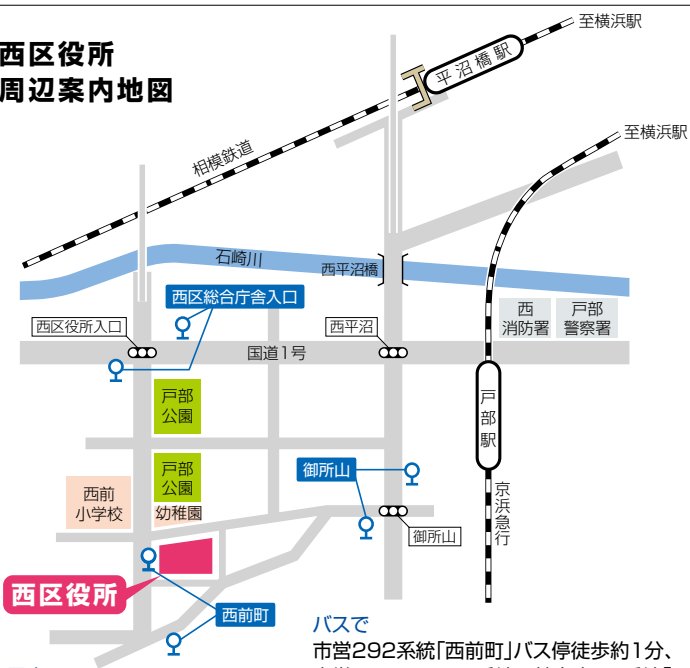 西区役所
周辺案内地図
至横浜駅
平沼橋駅
至横浜駅
相模鉄道
石崎川
西平沼橋
西区総合庁舎入口
西
消防署
戸部
警察署
西区役所入口
西平沼
国道1号
戸部
公園
戸部駅
戸部
公園
御所山
西前
小学校
幼稚園
京浜急行
御所山
西区役所
西前町
バスで
市営292系統「西前町」バス停徒歩約1分、